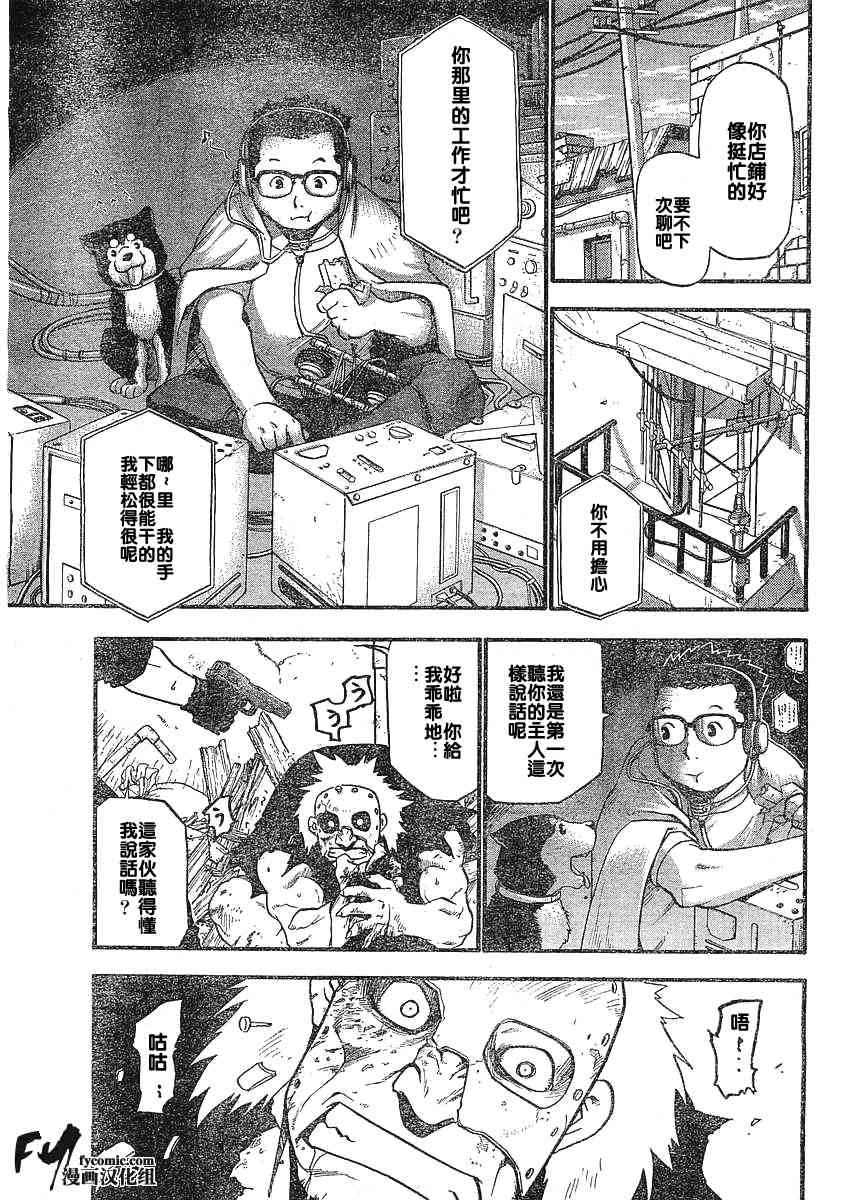 你店鋪好
像挺忙的
要不下
次聊吧
你不用擔心
你那里的工作才忙吧？
哪~里 我的手
下都很能干的
我輕松得很呢
我還是第一次
聽你的主人這
樣說話呢
好啦 你給
我乖乖地…
…
う
う
う
這家伙聽得懂
我說話嗎？
唔…
咕咕…
FY
fycomic.com
漫画汉化组